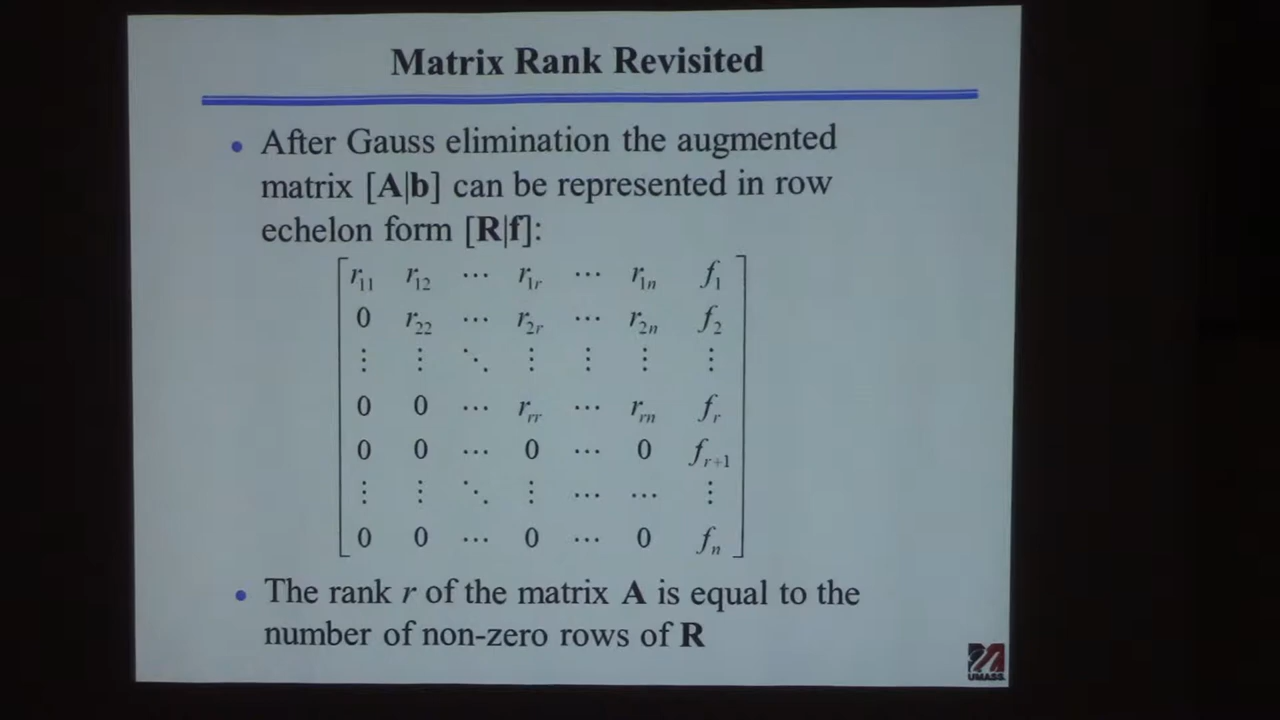 Matrix Rank Revisited
• After Gauss elimination the augmented
matrix [A|b] can be represented in row
echelon form [R|f]:
r₁₁ r₁₂ ⋯ r₁ᵣ ⋯ r₁ₙ f₁
0 r₂₂ ⋯ r₂ᵣ ⋯ r₂ₙ f₂
⋮ ⋮ ⋱ ⋮ ⋮ ⋮ ⋮
0 0 ⋯ rᵣᵣ ⋯ rᵣₙ fᵣ
0 0 ⋯ 0 ⋯ 0 fᵣ₊₁
⋮ ⋮ ⋱ ⋮ ⋯ ⋯ ⋮
0 0 ⋯ 0 ⋯ 0 fₙ
• The rank r of the matrix A is equal to the
number of non-zero rows of R
UMASS